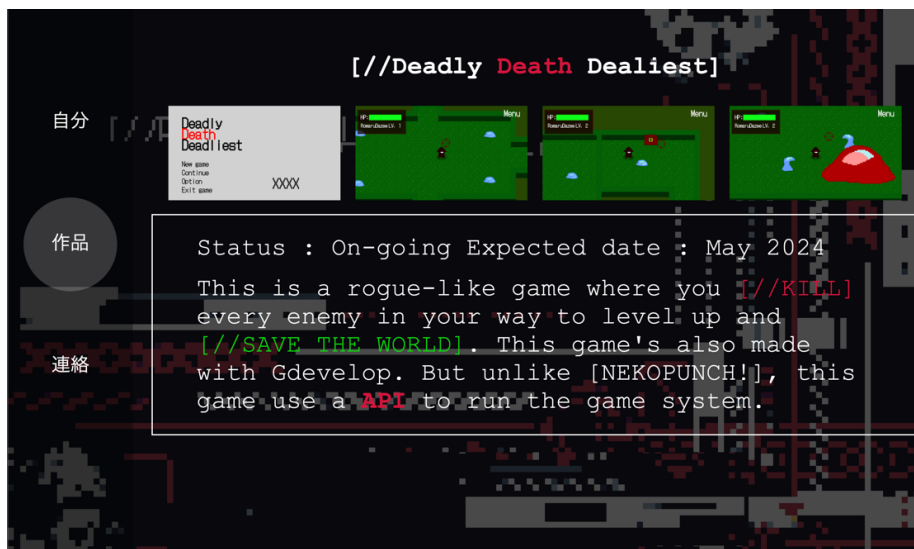 [//Deadly Death Dealiest]
自分
作品
連絡
Deadly
Death
Deadliest
New game
Continue
Option
Exit game
XXXX
Menu
HP:
Menu
HP:
Menu
HP:
Status : On-going Expected date : May 2024
This is a rogue-like game where you [//KILL]
every enemy in your way to level up and
[//SAVE THE WORLD]. This game's also made
with Gdevelop. But unlike [NEKOPUNCH!], this
game use a API to run the game system.